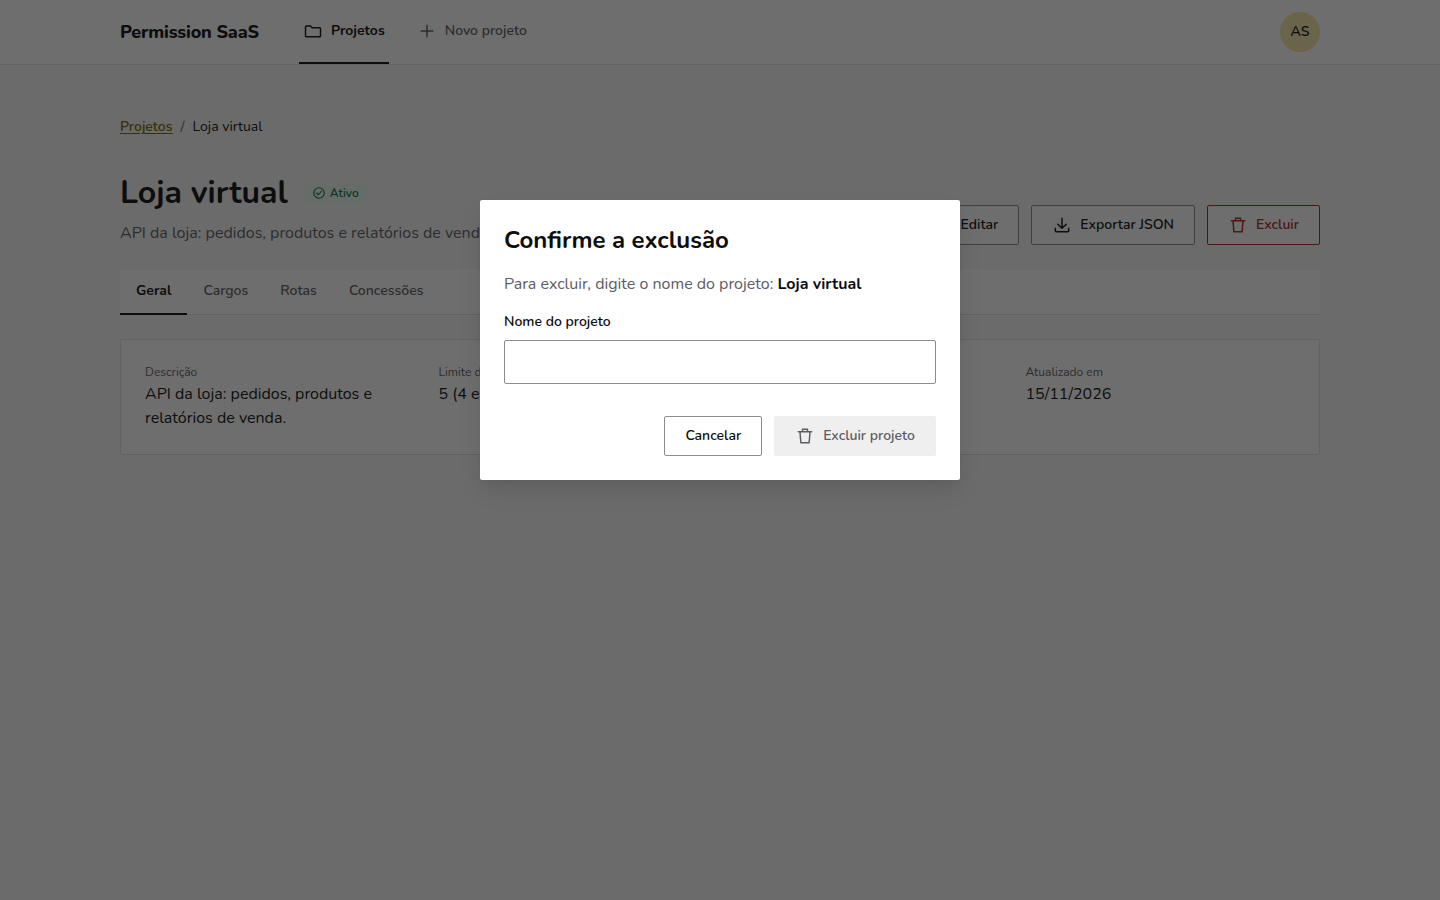 Permission SaaS
Projetos
Novo projeto
AS
Projetos / Loja virtual
Loja virtual
Ativo
API da loja: pedidos, produtos e relatórios de vend
Editar
Exportar JSON
Excluir
Geral
Cargos
Rotas
Concessões
Descrição
API da loja: pedidos, produtos e
relatórios de venda.
Limite
5 (4
Atualizado em
15/11/2026
Confirme a exclusão
Para excluir, digite o nome do projeto: Loja virtual
Nome do projeto
Cancelar
Excluir projeto